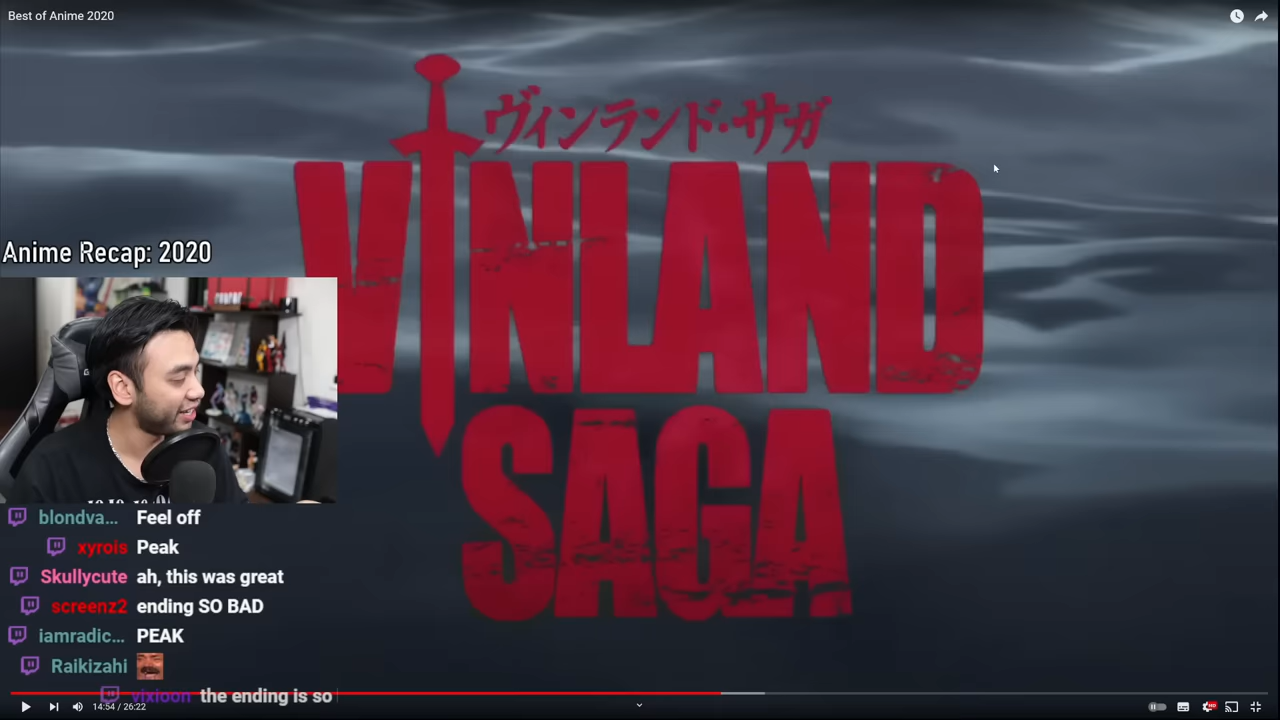 Best of Anime 2020
ヴィンランド・サガ
VINLAND
SAGA
Anime Recap: 2020
blondva... Feel off
xyrois Peak
Skullycute ah, this was great
screenz2 ending SO BAD
iamradic... PEAK
Raikizahi
vixioon the ending is so
14:54 / 26:22
HD